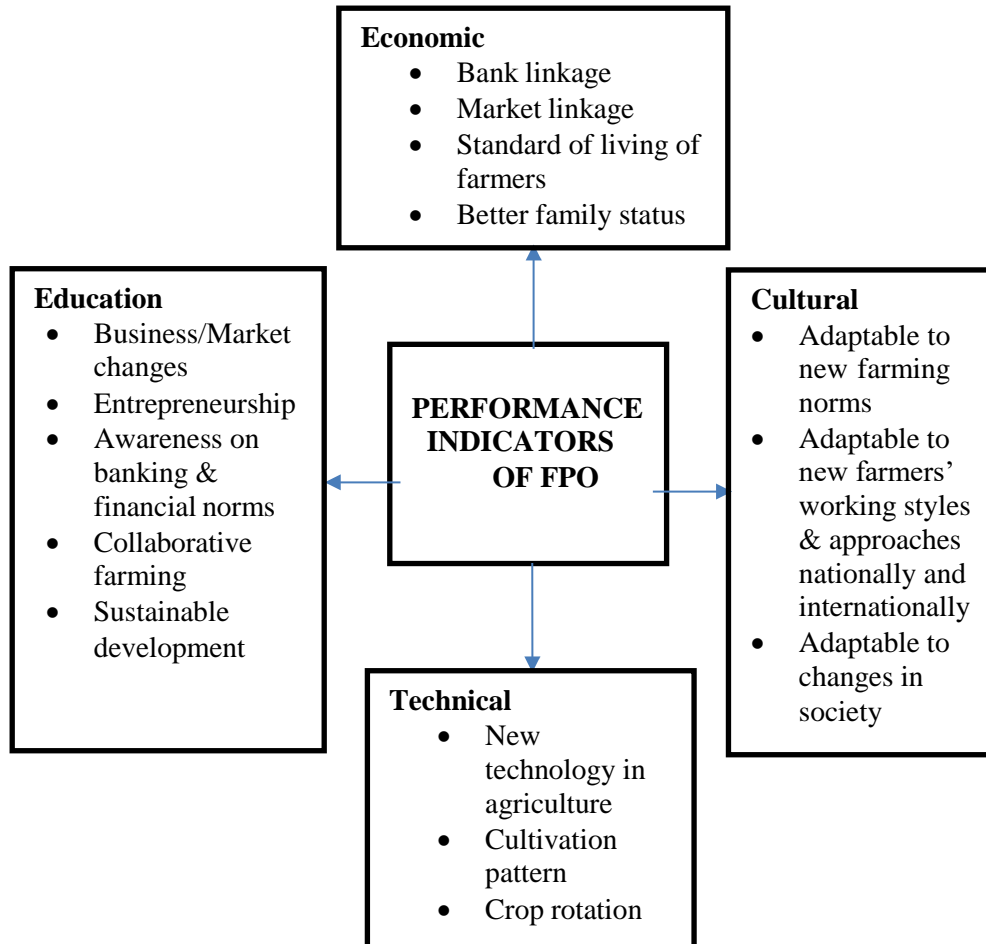 Economic
• Bank linkage
• Market linkage
• Standard of living of
farmers
• Better family status
Education
• Business/Market
changes
• Entrepreneurship
• Awareness on
banking &
financial norms
• Collaborative
farming
• Sustainable
development
PERFORMANCE
INDICATORS
OF FPO
Cultural
• Adaptable to
new farming
norms
• Adaptable to
new farmers’
working styles
& approaches
nationally and
internationally
• Adaptable to
changes in
society
Technical
• New
technology in
agriculture
• Cultivation
pattern
• Crop rotation